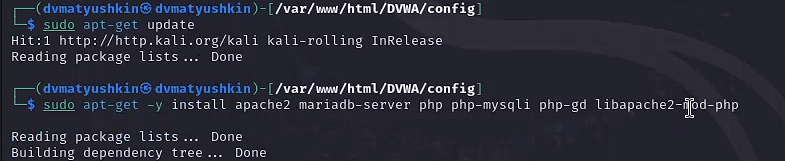 ┌──(dvmatyushkin㉿dvmatyushkin)-[/var/www/html/DVWA/config]
└─$ sudo apt-get update
Hit:1 http://http.kali.org/kali kali-rolling InRelease
Reading package lists... Done
┌──(dvmatyushkin㉿dvmatyushkin)-[/var/www/html/DVWA/config]
└─$ sudo apt-get -y install apache2 mariadb-server php php-mysqli php-gd libapache2-mod-php
Reading package lists... Done
Building dependency tree... Done